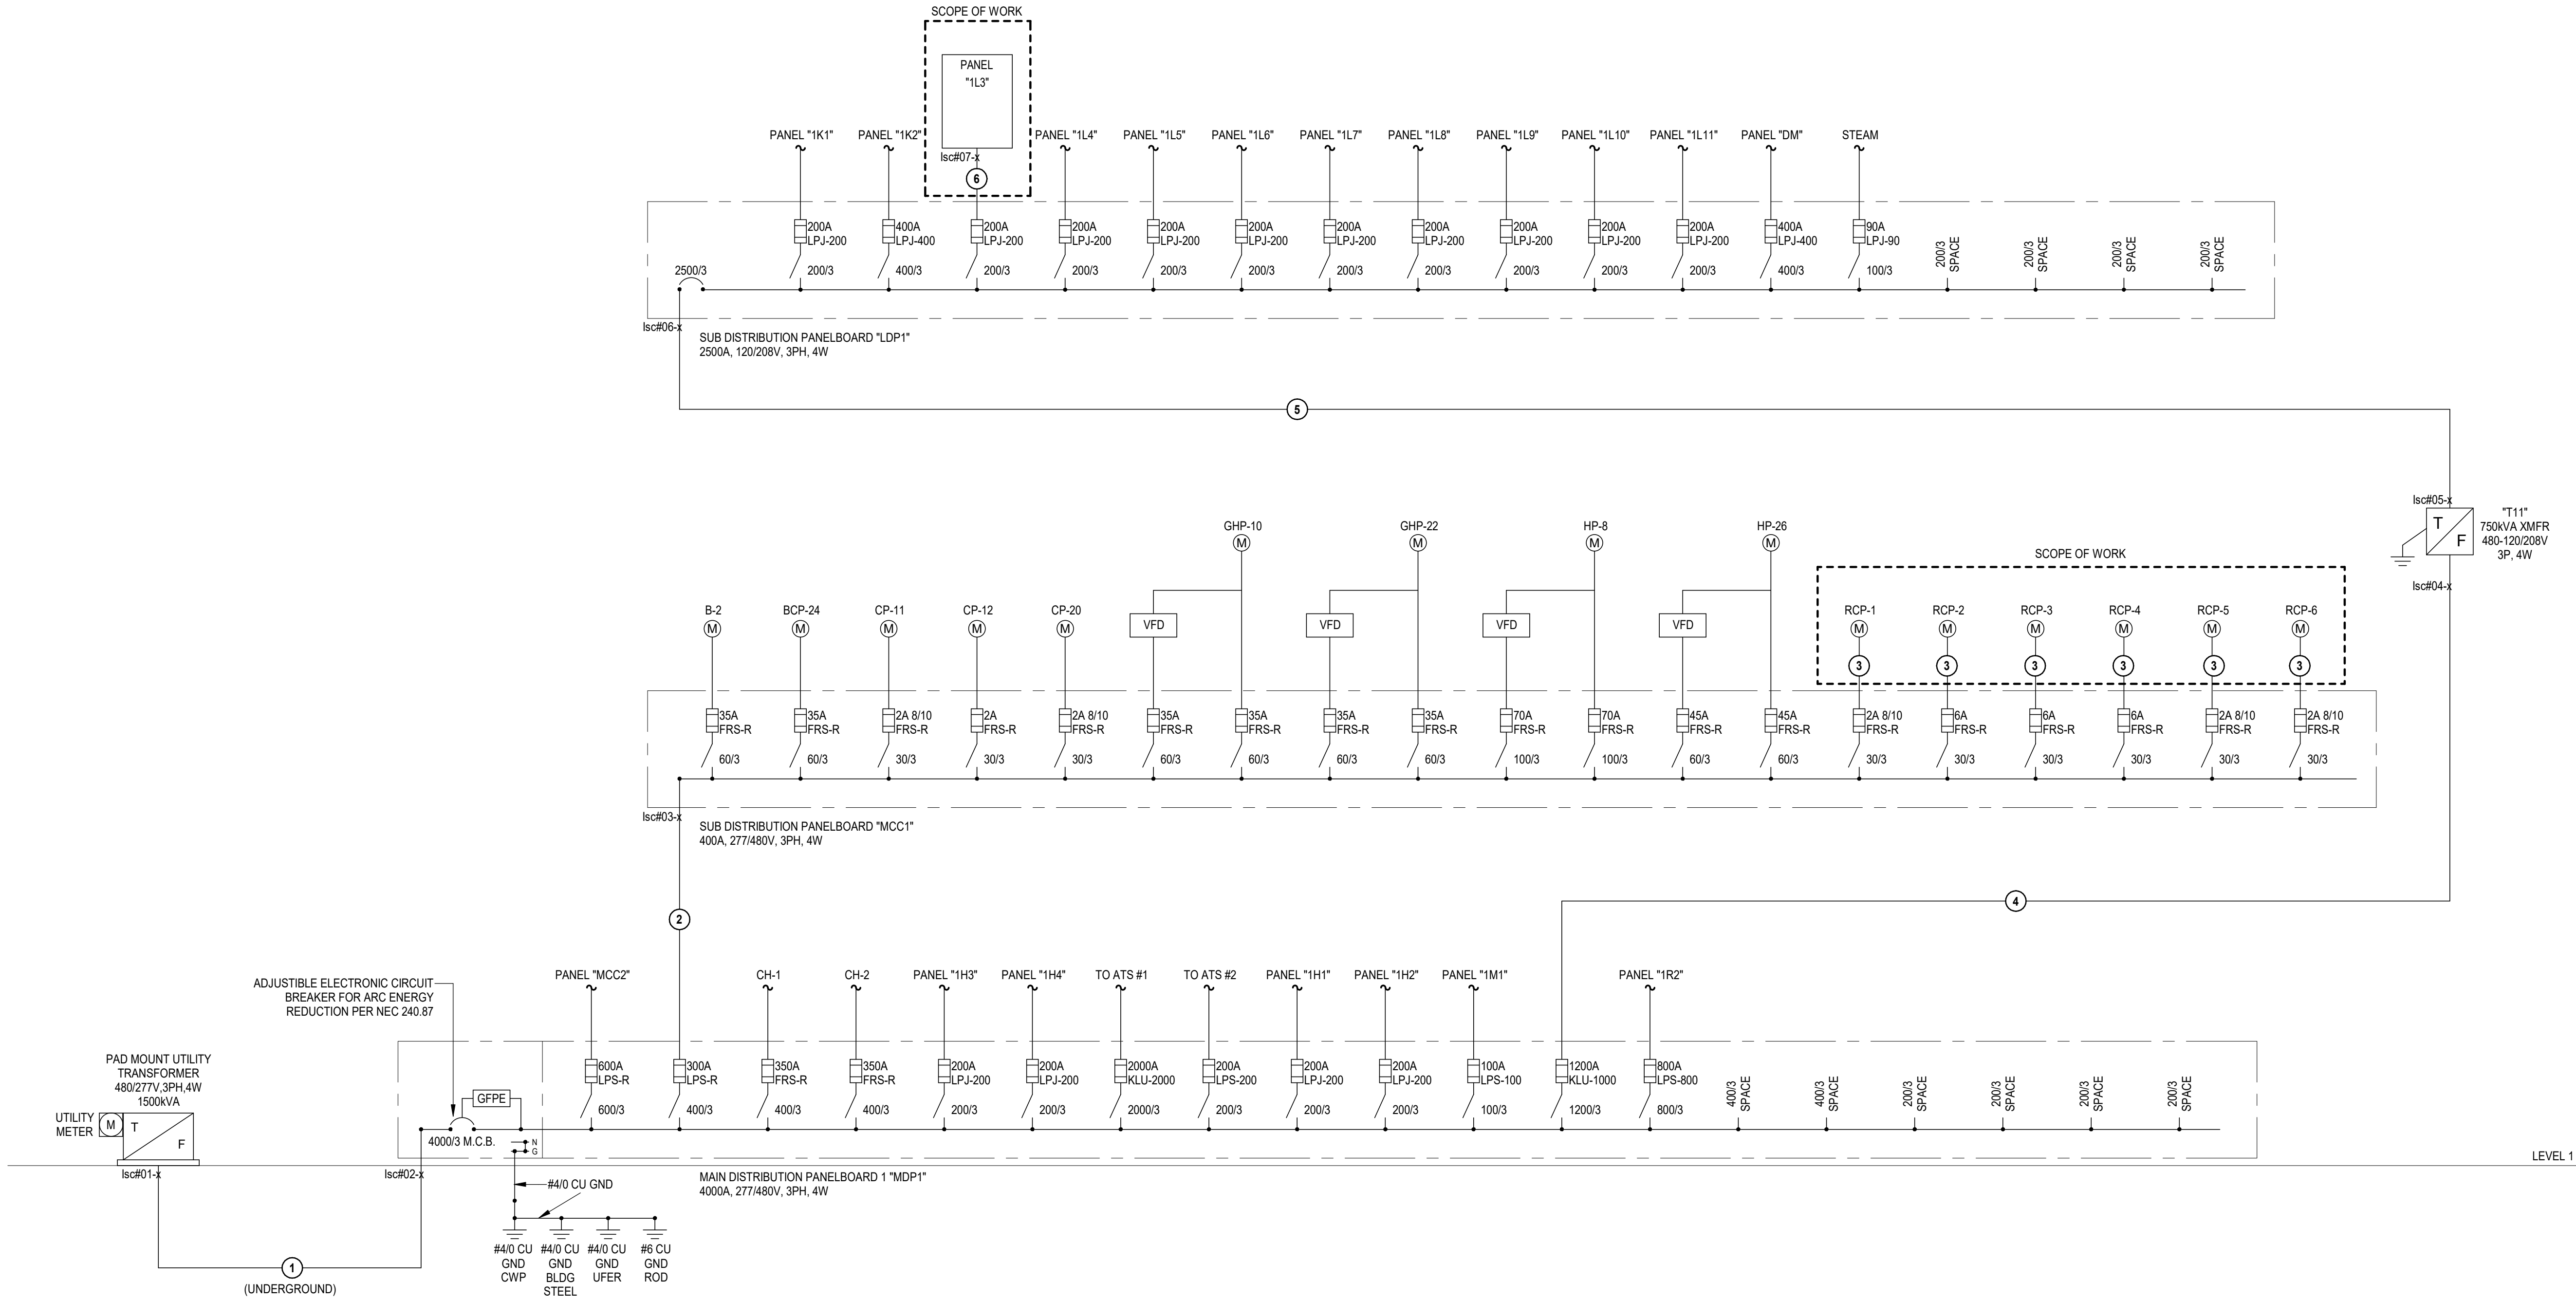 SCOPE OF WORK
PANEL
"1L3"
PANEL "1K1"
PANEL "1K2"
PANEL "1L4"
PANEL "1L5"
PANEL "1L6"
PANEL "1L7"
PANEL "1L8"
PANEL "1L9"
PANEL "1L10"
PANEL "1L11"
PANEL "DM"
STEAM
Isc#07-x
6
200A
LPJ-200
200/3
400A
LPJ-400
400/3
200A
LPJ-200
200/3
200A
LPJ-200
200/3
200A
LPJ-200
200/3
200A
LPJ-200
200/3
200A
LPJ-200
200/3
200A
LPJ-200
200/3
200A
LPJ-200
200/3
200A
LPJ-200
200/3
200A
LPJ-200
200/3
400A
LPJ-400
400/3
90A
LPJ-90
100/3
200/3
SPACE
200/3
SPACE
200/3
SPACE
200/3
SPACE
2500/3
Isc#06-x
SUB DISTRIBUTION PANELBOARD "LDP1"
2500A, 120/208V, 3PH, 4W
5
Isc#05-x
T
F
"T11"
750kVA XMFR
480-120/208V
3P, 4W
Isc#04-x
GHP-10
M
GHP-22
M
HP-8
M
HP-26
M
SCOPE OF WORK
B-2
M
BCP-24
M
CP-11
M
CP-12
M
CP-20
M
VFD
VFD
VFD
VFD
RCP-1
M
3
RCP-2
M
3
RCP-3
M
3
RCP-4
M
3
RCP-5
M
3
RCP-6
M
3
35A
FRS-R
60/3
35A
FRS-R
60/3
2A 8/10
FRS-R
30/3
2A
FRS-R
30/3
2A 8/10
FRS-R
30/3
35A
FRS-R
60/3
35A
FRS-R
60/3
35A
FRS-R
60/3
35A
FRS-R
60/3
70A
FRS-R
100/3
70A
FRS-R
100/3
45A
FRS-R
60/3
45A
FRS-R
60/3
2A 8/10
FRS-R
30/3
6A
FRS-R
30/3
6A
FRS-R
30/3
6A
FRS-R
30/3
2A 8/10
FRS-R
30/3
2A 8/10
FRS-R
30/3
Isc#03-x
SUB DISTRIBUTION PANELBOARD "MCC1"
400A, 277/480V, 3PH, 4W
2
4
ADJUSTIBLE ELECTRONIC CIRCUIT
BREAKER FOR ARC ENERGY
REDUCTION PER NEC 240.87
PANEL "MCC2"
CH-1
CH-2
PANEL "1H3"
PANEL "1H4"
TO ATS #1
TO ATS #2
PANEL "1H1"
PANEL "1H2"
PANEL "1M1"
PANEL "1R2"
PAD MOUNT UTILITY
TRANSFORMER
480/277V,3PH,4W
1500kVA
UTILITY
METER
M
T
F
Isc#01-x
GFPE
4000/3 M.C.B.
N
G
600A
LPS-R
600/3
300A
LPS-R
400/3
350A
FRS-R
400/3
350A
FRS-R
400/3
200A
LPJ-200
200/3
200A
LPJ-200
200/3
2000A
KLU-2000
2000/3
200A
LPS-200
200/3
200A
LPJ-200
200/3
200A
LPJ-200
200/3
100A
LPS-100
100/3
1200A
KLU-1000
1200/3
800A
LPS-800
800/3
400/3
SPACE
400/3
SPACE
200/3
SPACE
200/3
SPACE
200/3
SPACE
200/3
SPACE
LEVEL 1
Isc#02-x
MAIN DISTRIBUTION PANELBOARD 1 "MDP1"
4000A, 277/480V, 3PH, 4W
#4/0 CU GND
#4/0 CU
GND
CWP
#4/0 CU
GND
BLDG
STEEL
#4/0 CU
GND
UFER
#6 CU
GND
ROD
1
(UNDERGROUND)